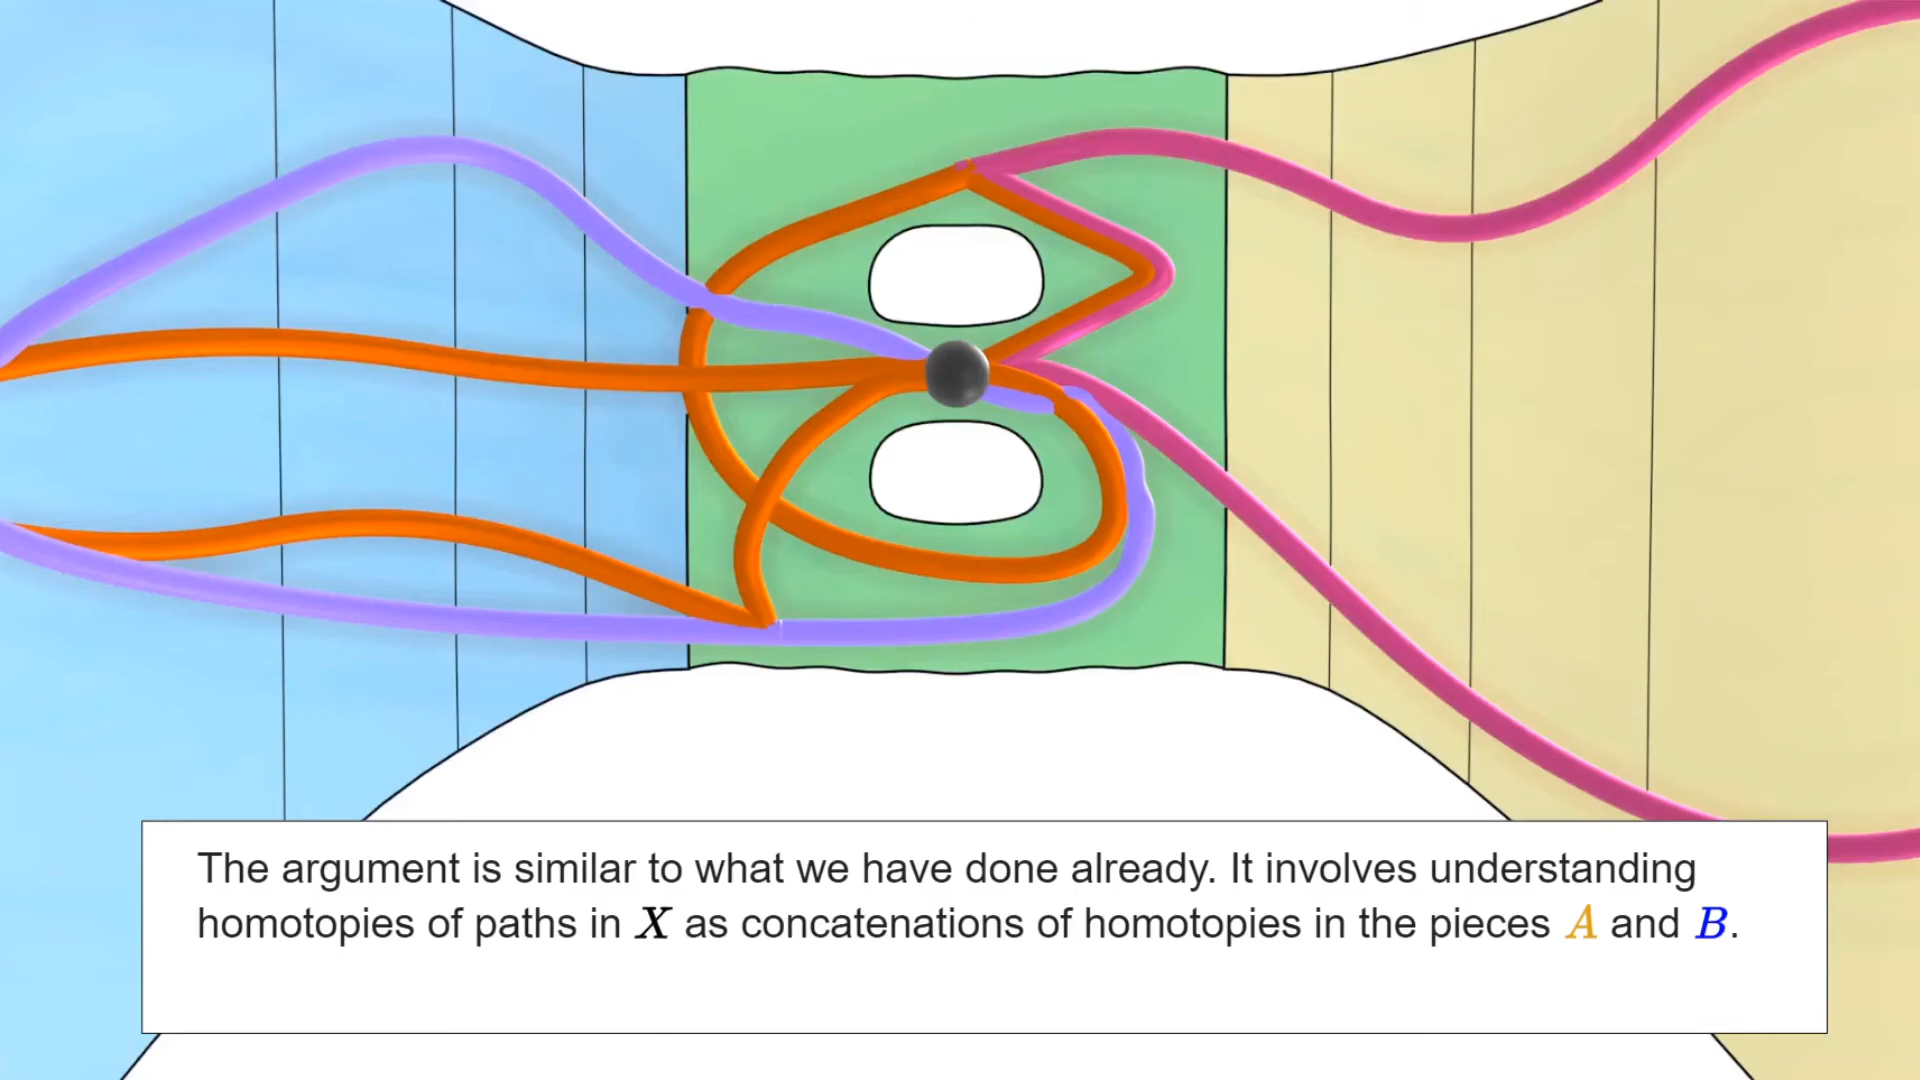 The argument is similar to what we have done already. It involves understanding
homotopies of paths in X as concatenations of homotopies in the pieces A and B.